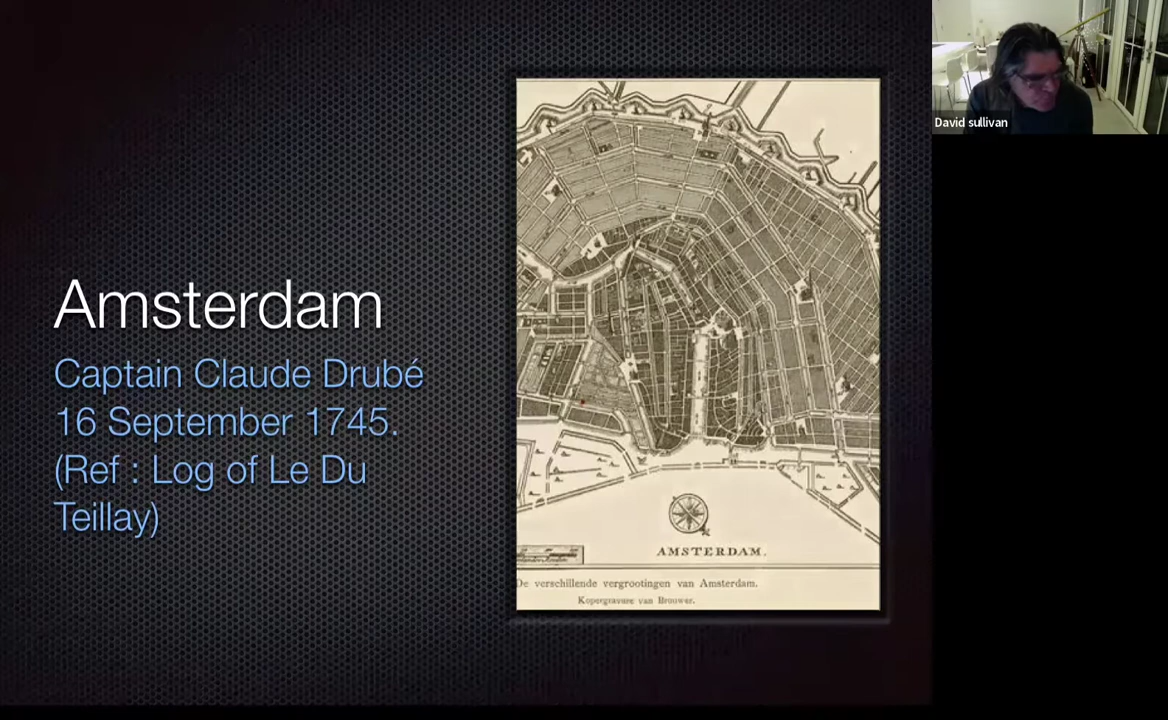 Amsterdam
Captain Claude Drubé
16 September 1745.
(Ref : Log of Le Du
Teillay)
AMSTERDAM.
De verschillende vergrootingen van Amsterdam.
Kopergravure van Brouwer.
David sullivan